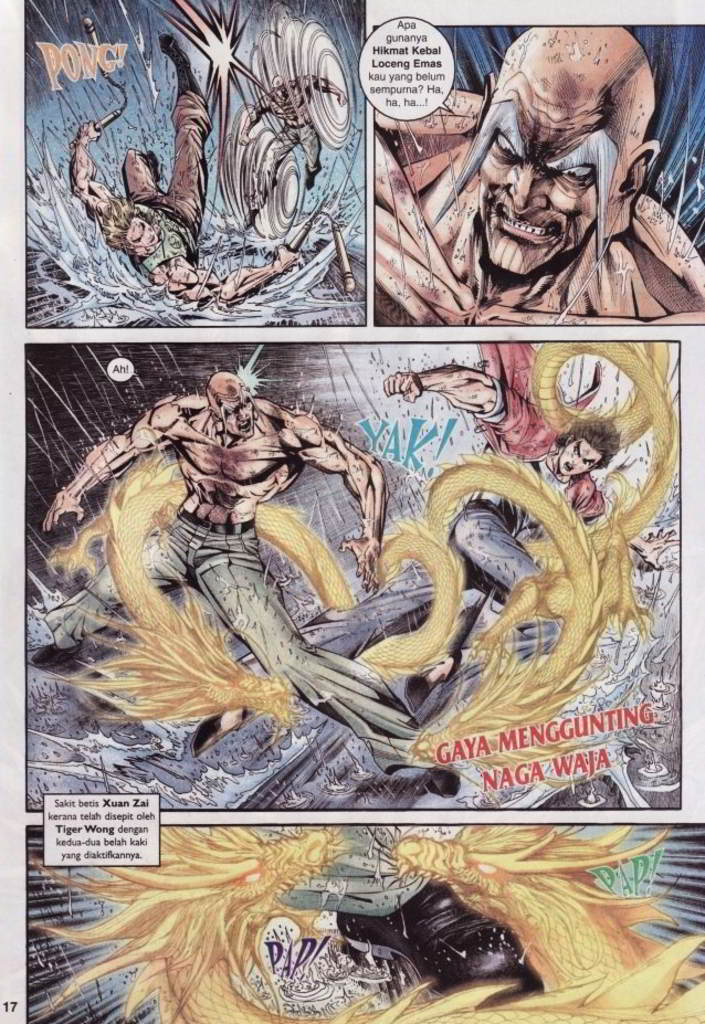 PONG!
Apa
gunanya
Hikmat Kebal
Loceng Emas
kau yang belum
sempurna? Ha,
ha, ha...!
Ah!
YAK!
GAYA MENGGUNTING
NAGA WAJA
Sakit betis Xuan Zai
kerana telah disepit oleh
Tiger Wong dengan
kedua-dua belah kaki
yang diaktifkannya.
PAP!
PAP!
17